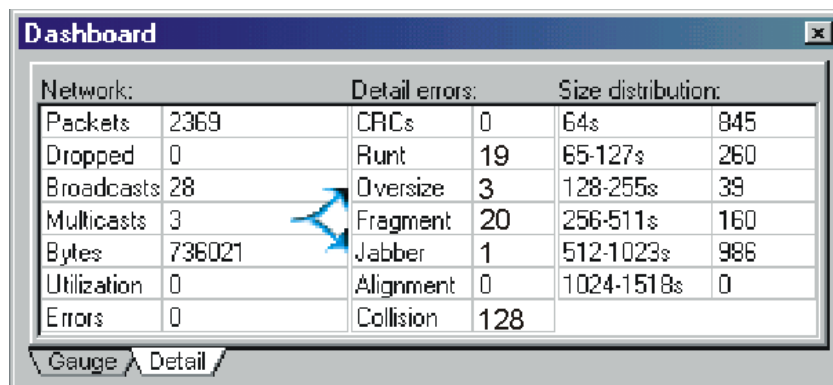 Dashboard
Network: Detail errors: Size distribution:
Packets 2369 CRCs 0 64s 845
Dropped 0 Runt 19 65-127s 260
Broadcasts 28 Oversize 3 128-255s 39
Multicasts 3 Fragment 20 256-511s 160
Bytes 736021 Jabber 1 512-1023s 986
Utilization 0 Alignment 0 1024-1518s 0
Errors 0 Collision 128
Gauge Detail